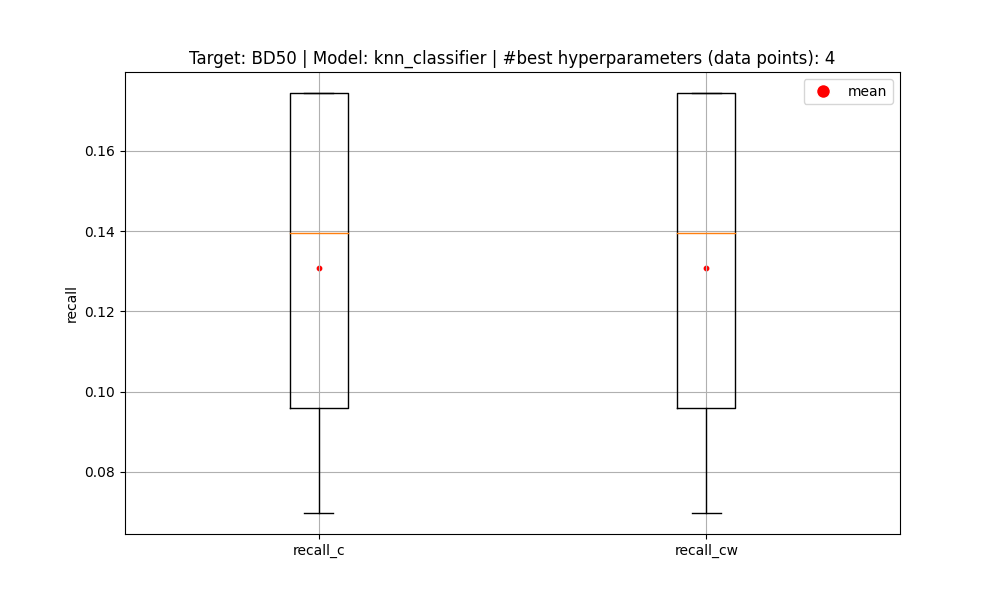 Target: BD50 | Model: knn_classifier | #best hyperparameters (data points): 4
mean
0.16
0.14
0.12
0.10
0.08
recall
recall_c
recall_cw